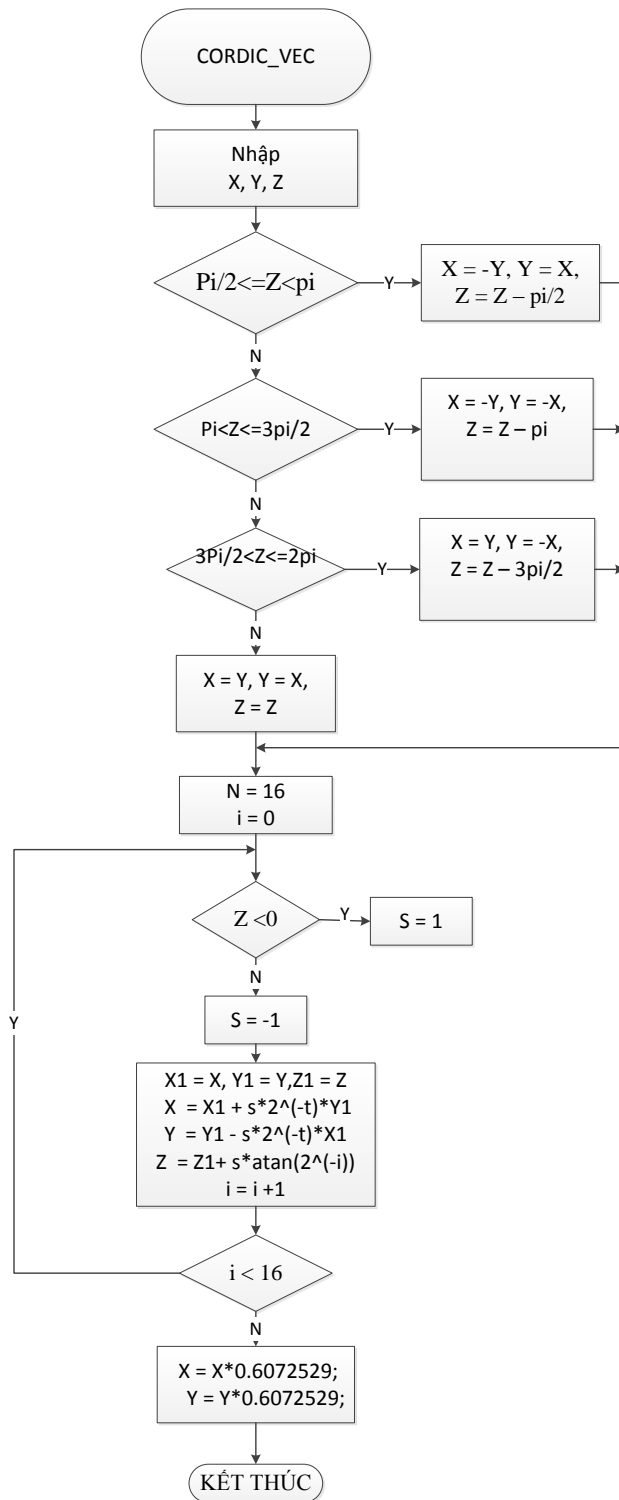 CORDIC_VEC
Nhập
X, Y, Z
Pi/2<=Z<pi
Y
X = -Y, Y = X,
Z = Z – pi/2
N
Pi<Z<=3pi/2
Y
X = -Y, Y = -X,
Z = Z – pi
N
3Pi/2<Z<=2pi
Y
X = Y, Y = -X,
Z = Z – 3pi/2
N
X = Y, Y = X,
Z = Z
N = 16
i = 0
Z <0
Y
S = 1
N
S = -1
Y
X1 = X, Y1 = Y,Z1 = Z
X = X1 + s*2^(-t)*Y1
Y = Y1 - s*2^(-t)*X1
Z = Z1+ s*atan(2^(-i))
i = i +1
i < 16
N
X = X*0.6072529;
Y = Y*0.6072529;
KẾT THÚC